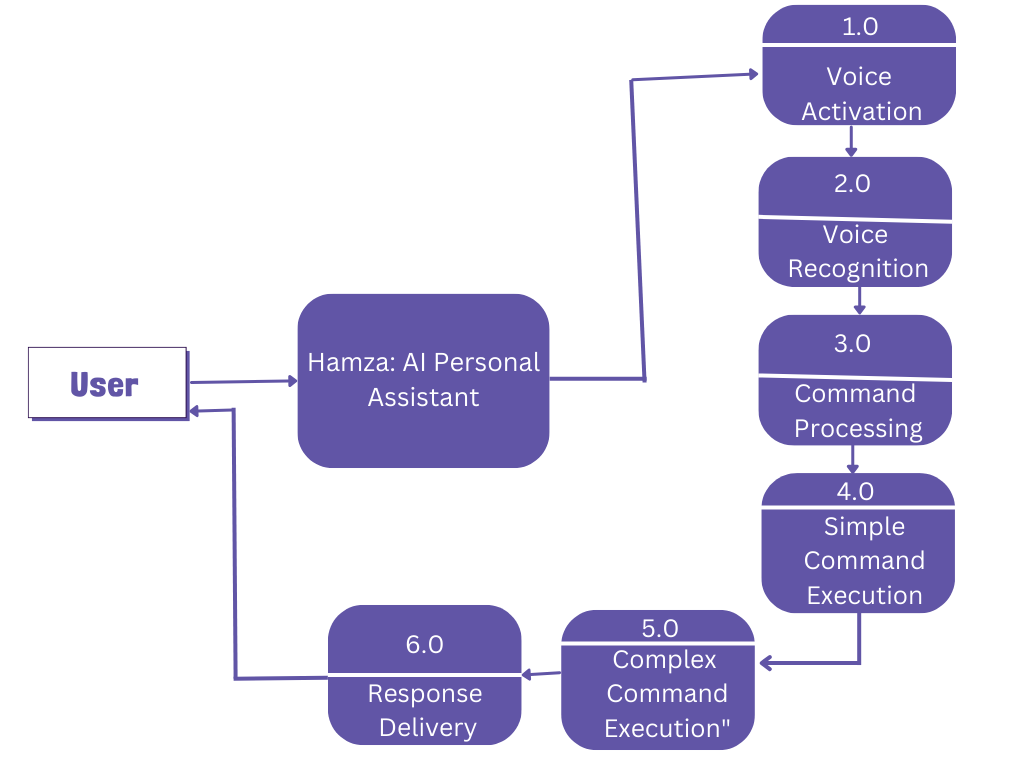 1.0
Voice
Activation
2.0
Voice
Recognition
3.0
Command
Processing
4.0
Simple
Command
Execution
5.0
Complex
Command
Execution"
6.0
Response
Delivery
Hamza: AI Personal
Assistant
User